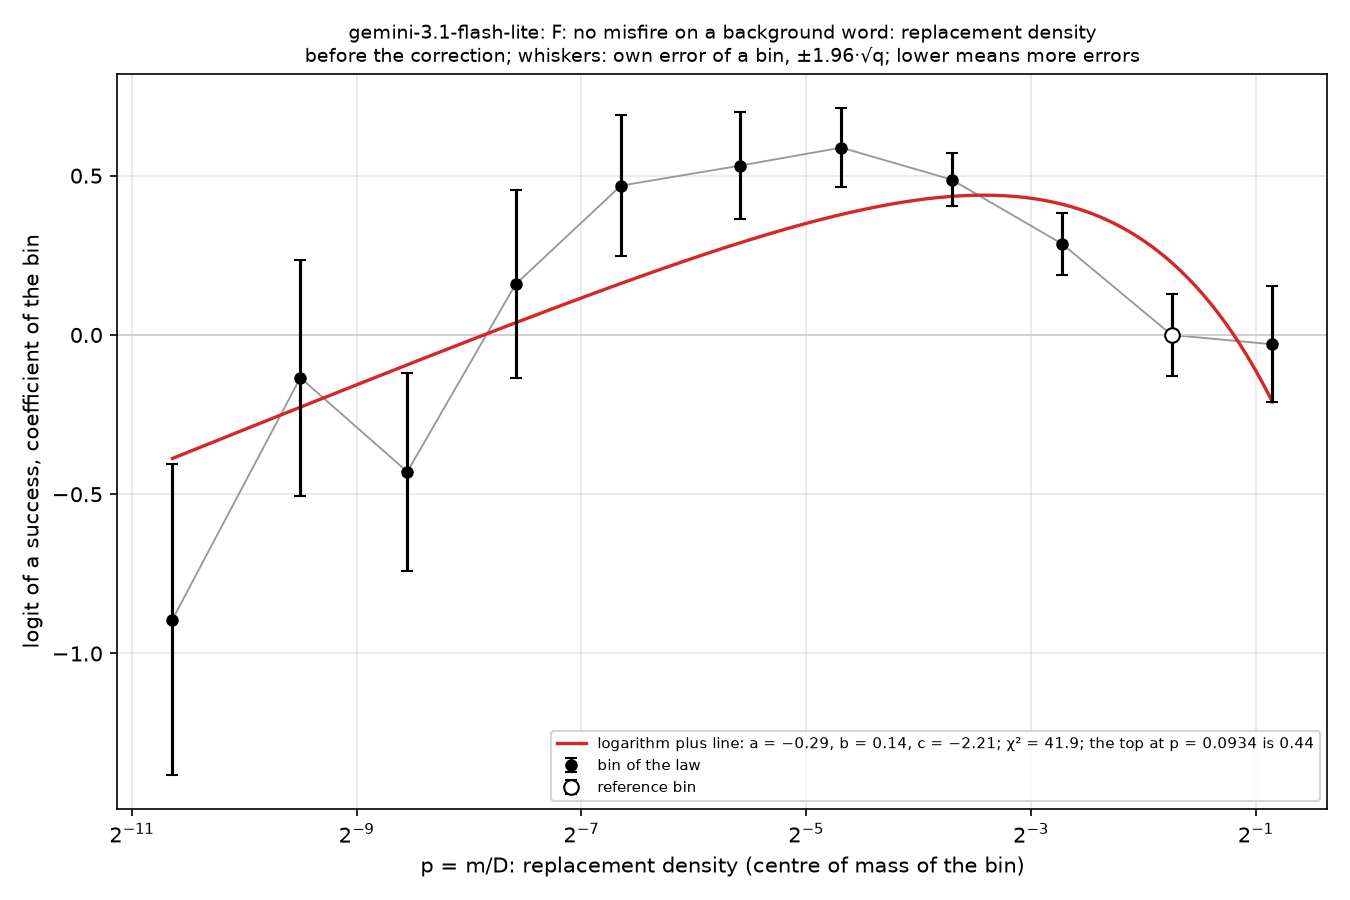 gemini-3.1-flash-lite: F: no misfire on a background word: replacement density
before the correction; whiskers: own error of a bin, ±1.96·√q; lower means more errors
logit of a success, coefficient of the bin
0.5
0.0
−0.5
−1.0
logarithm plus line: a = −0.29, b = 0.14, c = −2.21; χ² = 41.9; the top at p = 0.0934 is 0.44
bin of the law
reference bin
2⁻¹¹ 2⁻⁹ 2⁻⁷ 2⁻⁵ 2⁻³ 2⁻¹
p = m/D: replacement density (centre of mass of the bin)